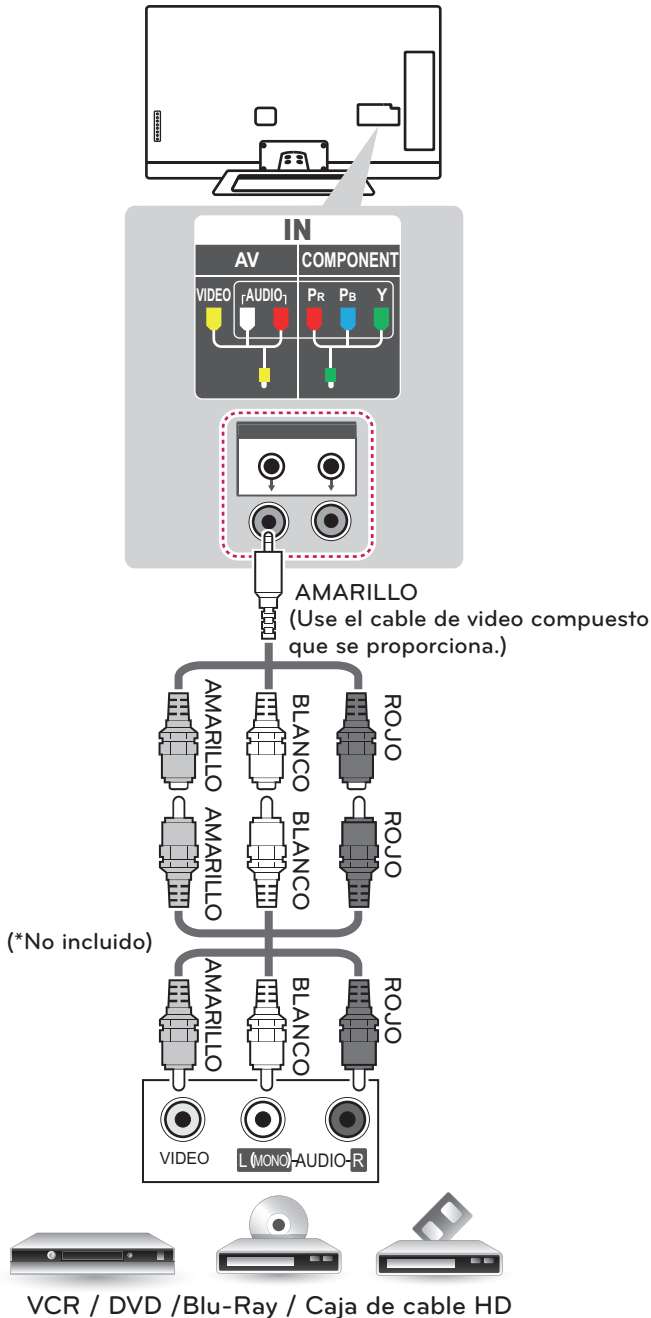 IN
AV COMPONENT
VIDEO AUDIO PR PB Y
AMARILLO
(Use el cable de video compuesto
que se proporciona.)
AMARILLO BLANCO ROJO
AMARILLO BLANCO ROJO
(*No incluido)
AMARILLO BLANCO ROJO
VIDEO L (MONO)-AUDIO-R
VCR / DVD /Blu-Ray / Caja de cable HD